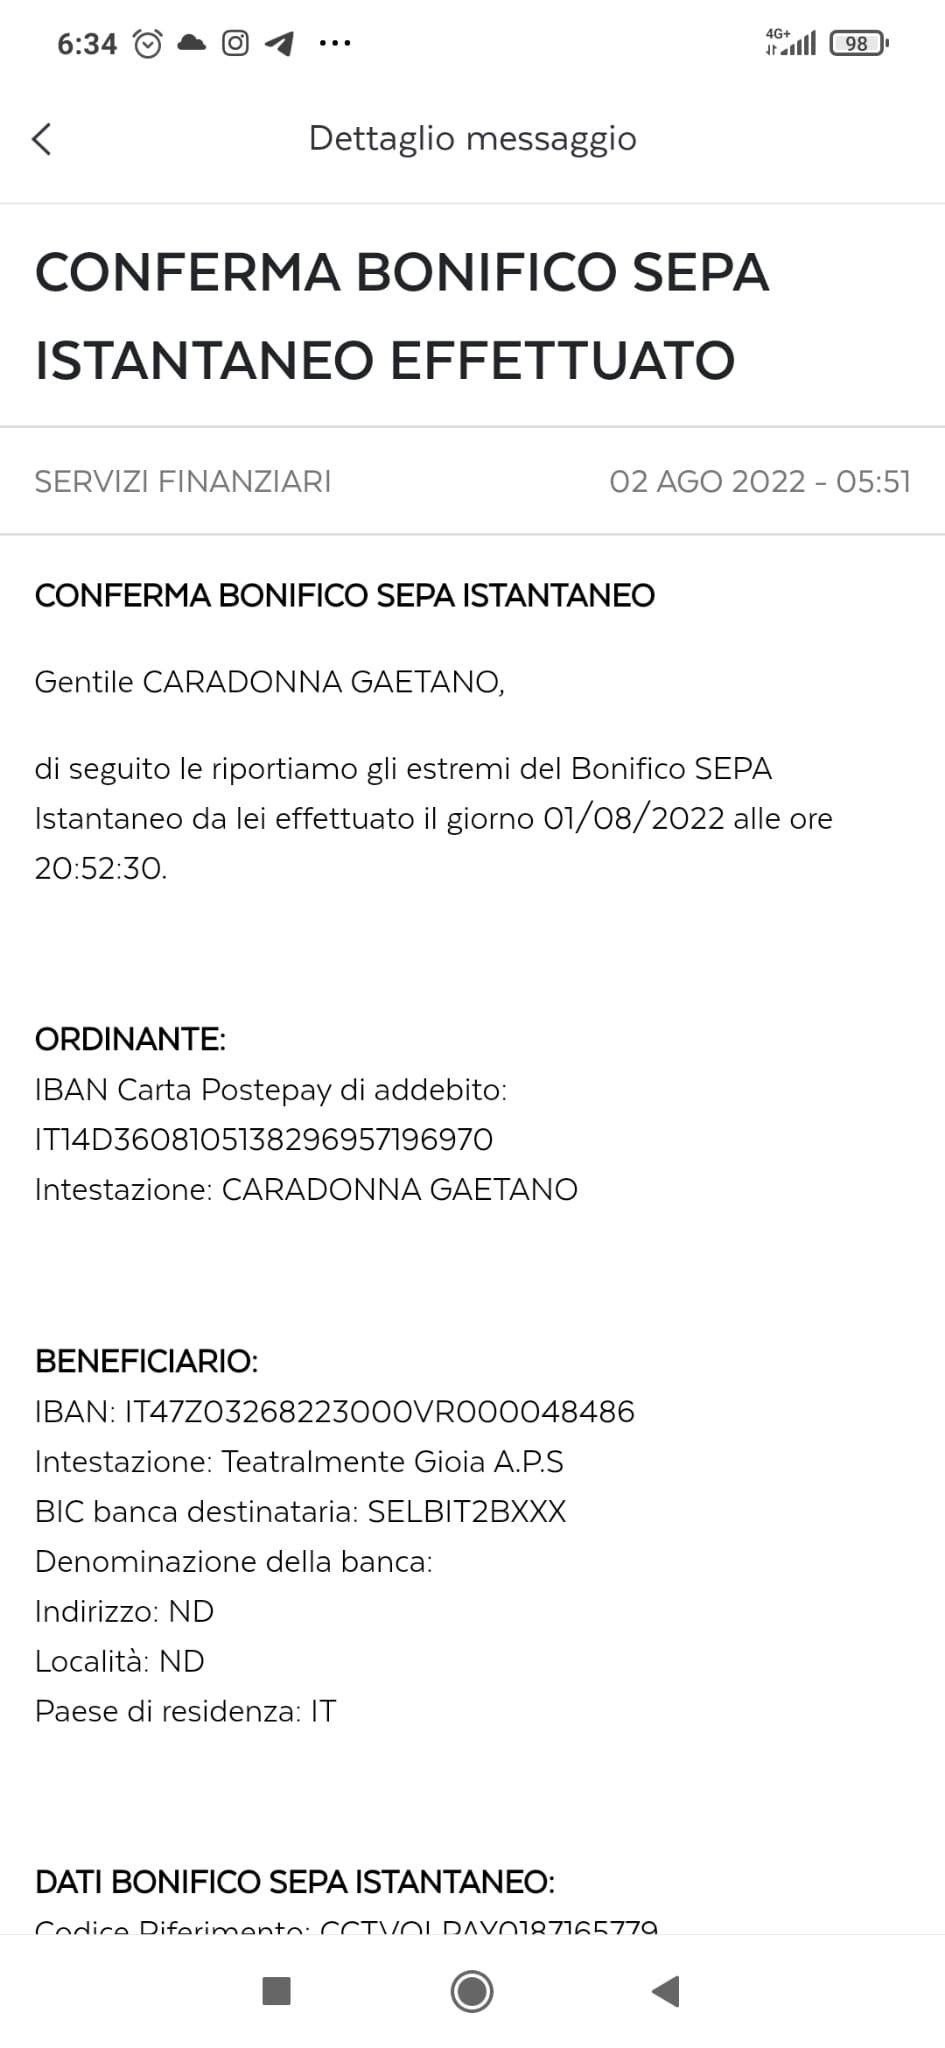 6:34
4G+
98
Dettaglio messaggio
CONFERMA BONIFICO SEPA
ISTANTANEO EFFETTUATO
SERVIZI FINANZIARI 02 AGO 2022 - 05:51
CONFERMA BONIFICO SEPA ISTANTANEO
Gentile CARADONNA GAETANO,
di seguito le riportiamo gli estremi del Bonifico SEPA
Istantaneo da lei effettuato il giorno 01/08/2022 alle ore
20:52:30.
ORDINANTE:
IBAN Carta Postepay di addebito:
IT14D3608105138296957196970
Intestazione: CARADONNA GAETANO
BENEFICIARIO:
IBAN: IT47Z03268223000VR000048486
Intestazione: Teatralmente Gioia A.P.S
BIC banca destinataria: SELBIT2BXXX
Denominazione della banca:
Indirizzo: ND
Località: ND
Paese di residenza: IT
DATI BONIFICO SEPA ISTANTANEO:
Codice Riferimento: CCTVOLPAY0187165779